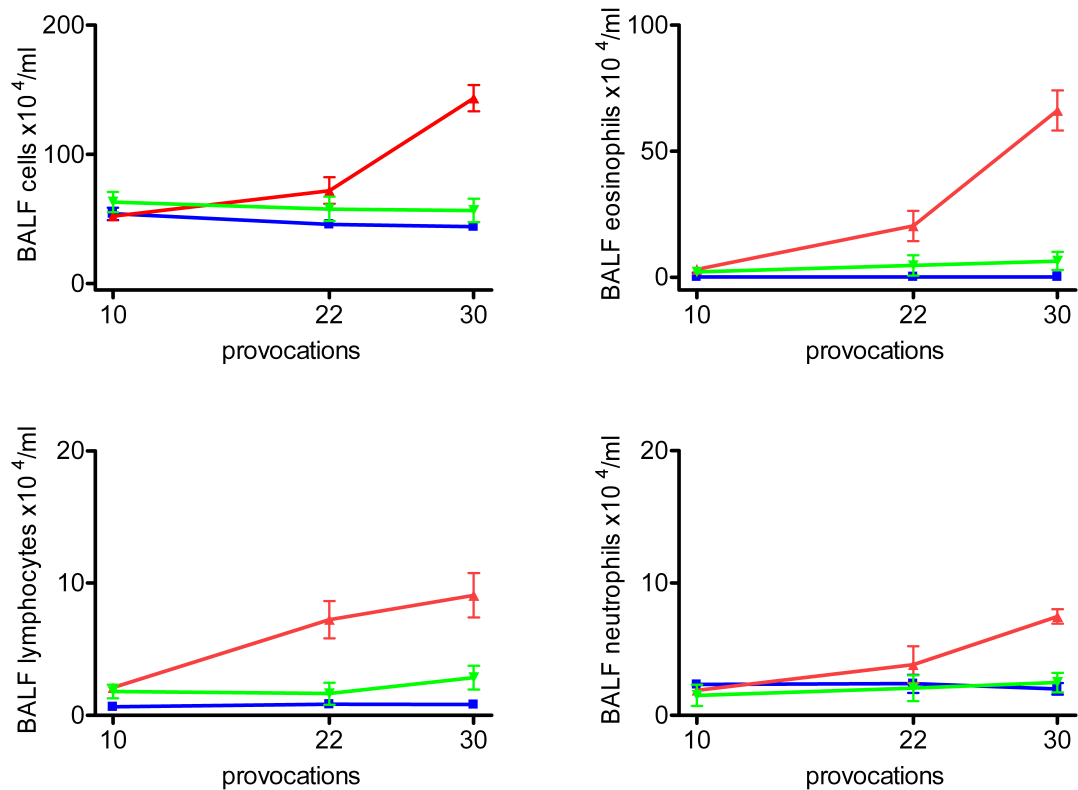 200
100
0
BALF cells x10 4/ml
10 22 30
provocations
100
50
0
BALF eosinophils x10 4/ml
10 22 30
provocations
20
10
0
BALF lymphocytes x10 4/ml
10 22 30
provocations
20
10
0
BALF neutrophils x10 4/ml
10 22 30
provocations